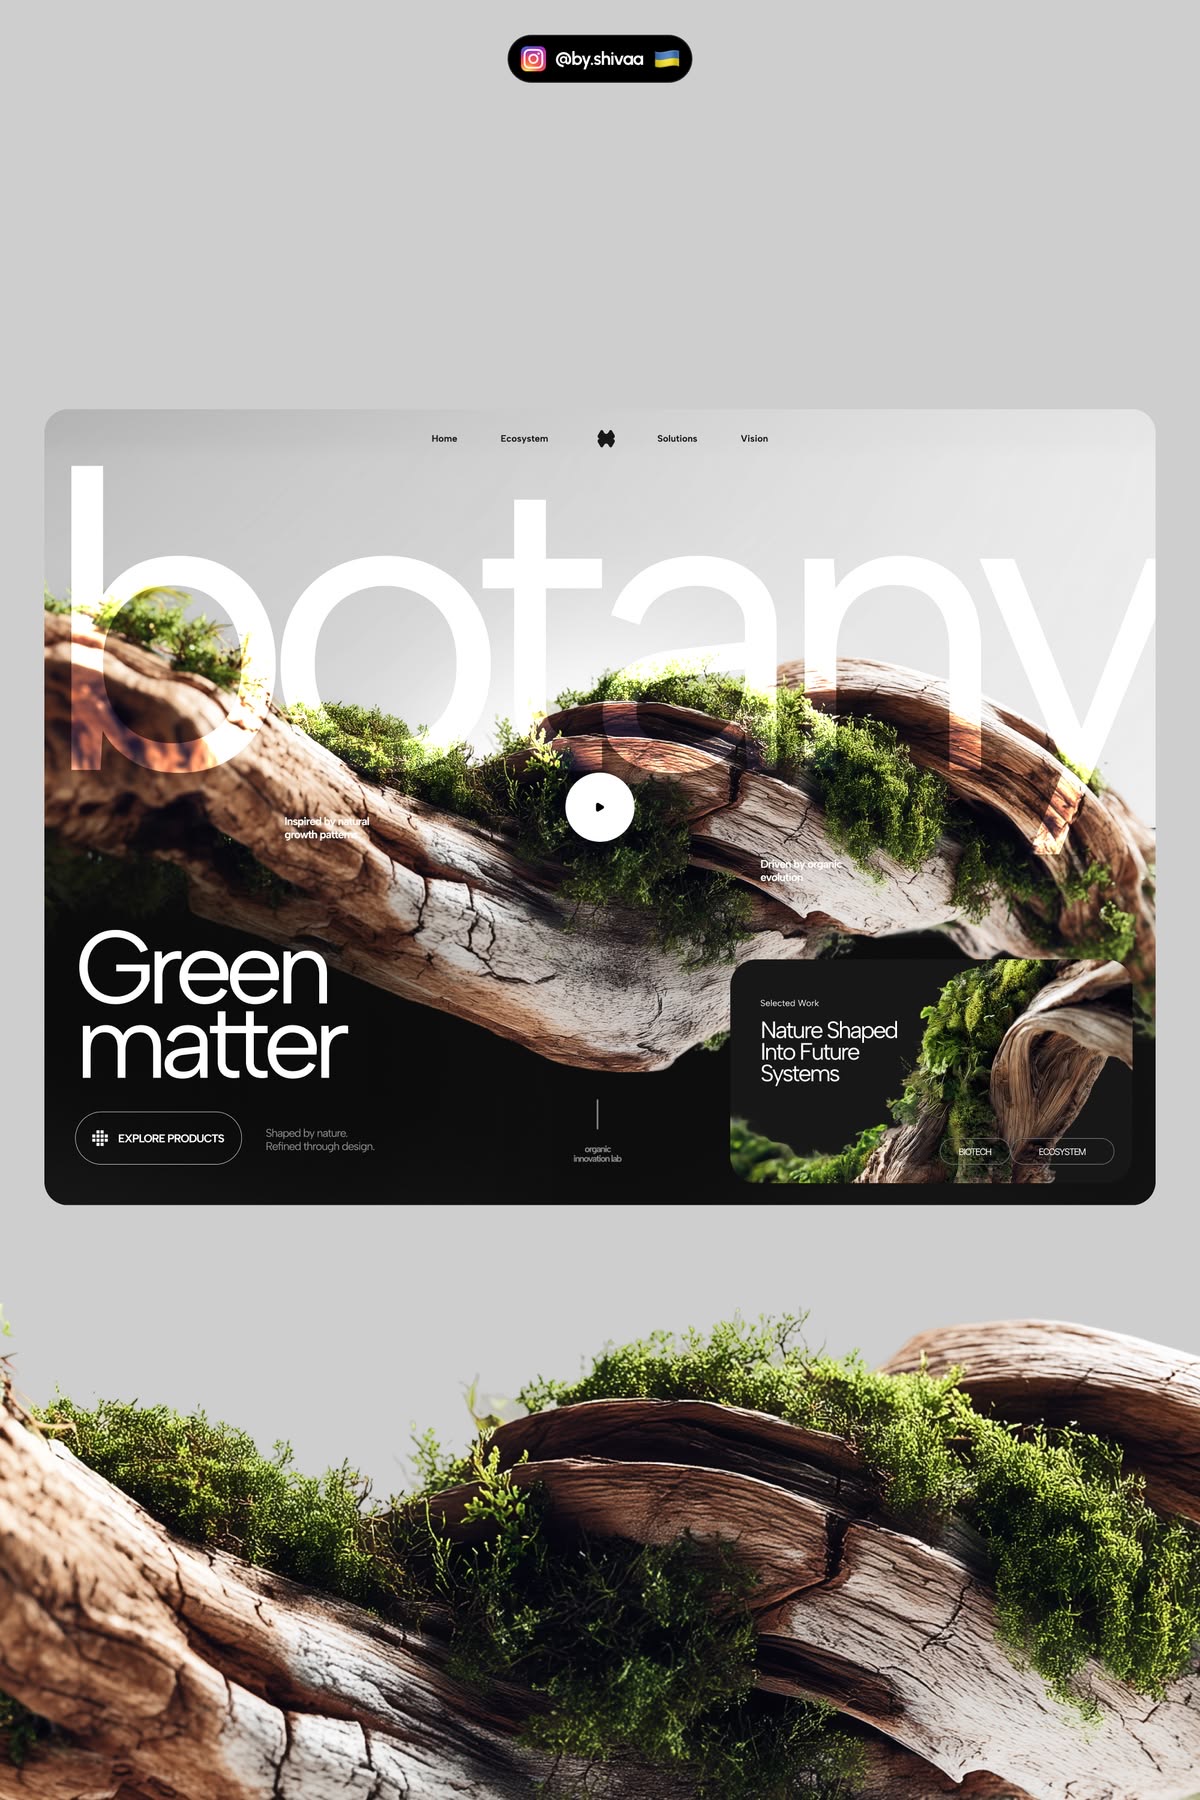 @by.shivaa
Home Ecosystem Solutions Vision
botany
Inspired by natural
growth patterns
Driven by organic
evolution
Green
matter
EXPLORE PRODUCTS
Shaped by nature.
Refined through design.
organic
innovation lab
Selected Work
Nature Shaped
Into Future
Systems
BIOTECH ECOSYSTEM